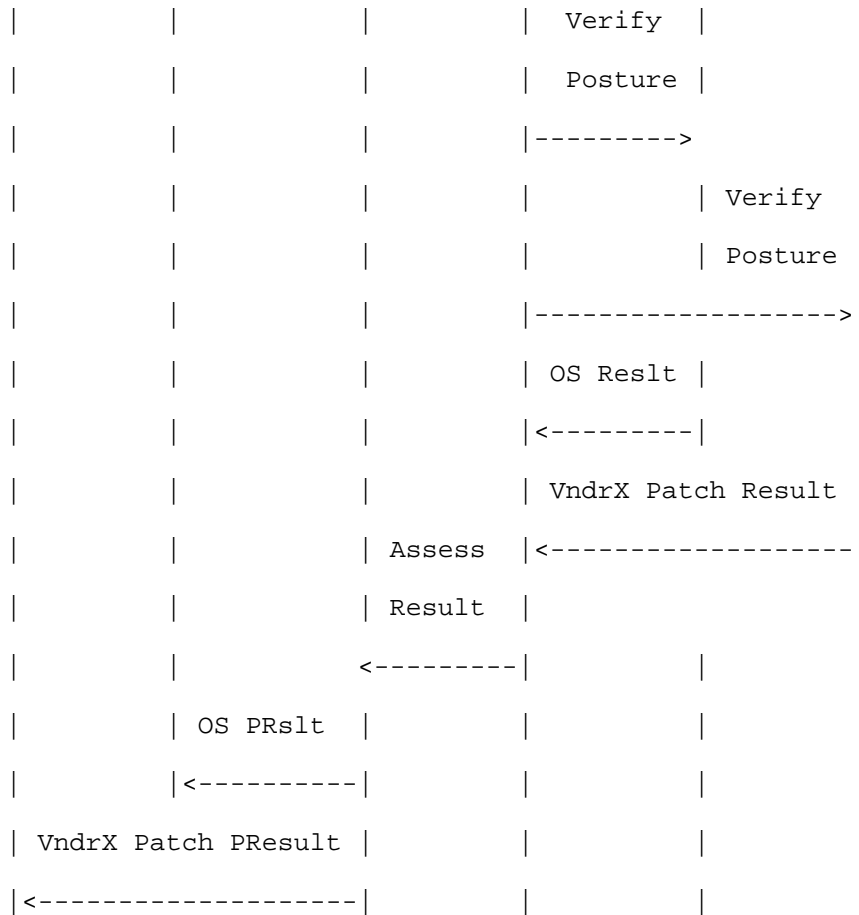 |         |           |         |  Verify  |
|         |           |         |  Posture |
|         |           |         |--------->
|         |           |         |          | Verify
|         |           |         |          | Posture
|         |           |         |------------------->
|         |           |         | OS Reslt |
|         |           |         |<---------|
|         |           |         | VndrX Patch Result
|         |           | Assess  |<-------------------
|         |           | Result  |
|         |           <---------|          |
|         | OS PRslt  |         |          |
|         |<----------|         |          |
| VndrX Patch PResult |         |          |
|<--------------------|         |          |